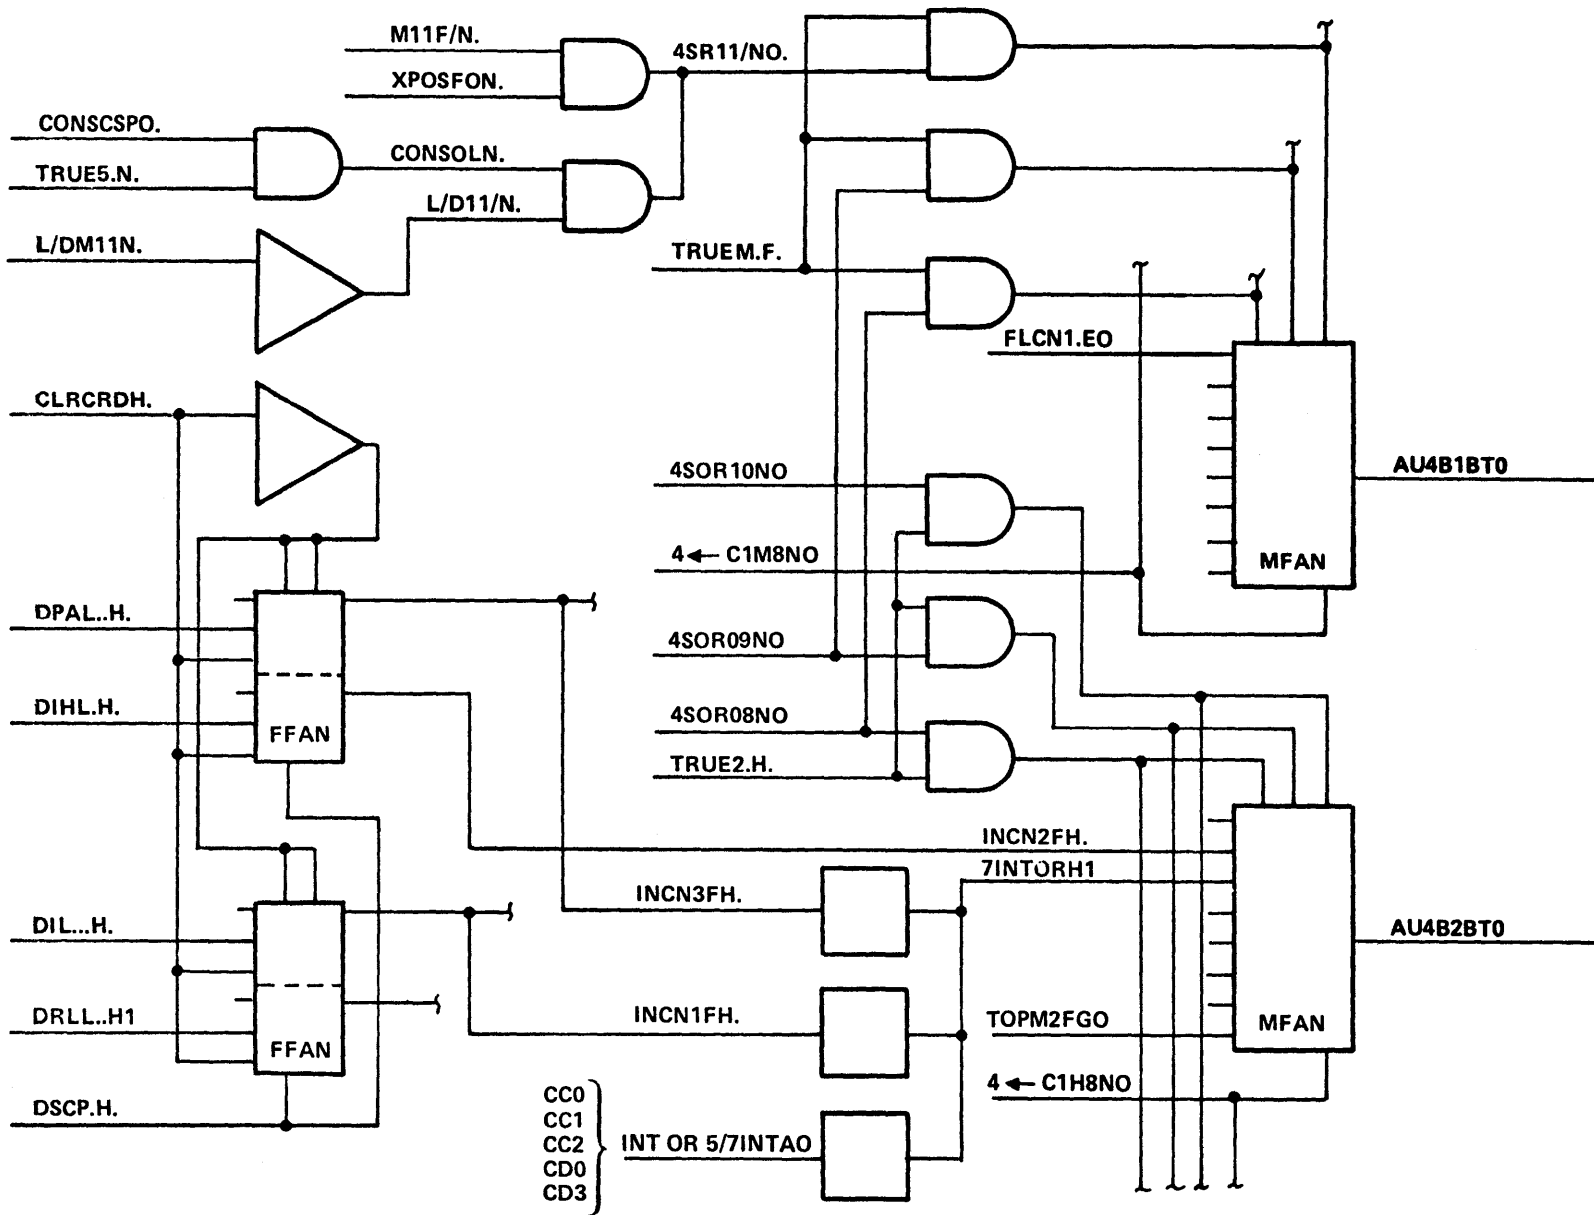 M11F/N.
XPOSFON.
4SR11/NO.
CONSCSPO.
TRUE5.N.
CONSOLN.
L/D11/N.
L/DM11N.
TRUEM.F.
FLCN1.EO
CLRCRDH.
4SOR10NO
AU4B1BT0
4 ← C1M8NO
MFAN
DPAL..H.
4SOR09NO
DIHL.H.
FFAN
4SOR08NO
TRUE2.H.
INCN2FH.
7INTORH1
INCN3FH.
DIL...H.
AU4B2BT0
DRLL..H1
INCN1FH.
TOPM2FGO
MFAN
FFAN
4 ← C1H8NO
DSCP.H.
CC0
CC1
CC2
CD0
CD3
INT OR 5/7INTAO